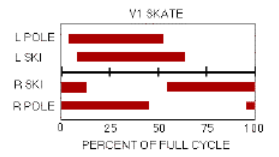 V1 SKATE
L POLE
L SKI
R SKI
R POLE
0 25 50 75 100
PERCENT OF FULL CYCLE